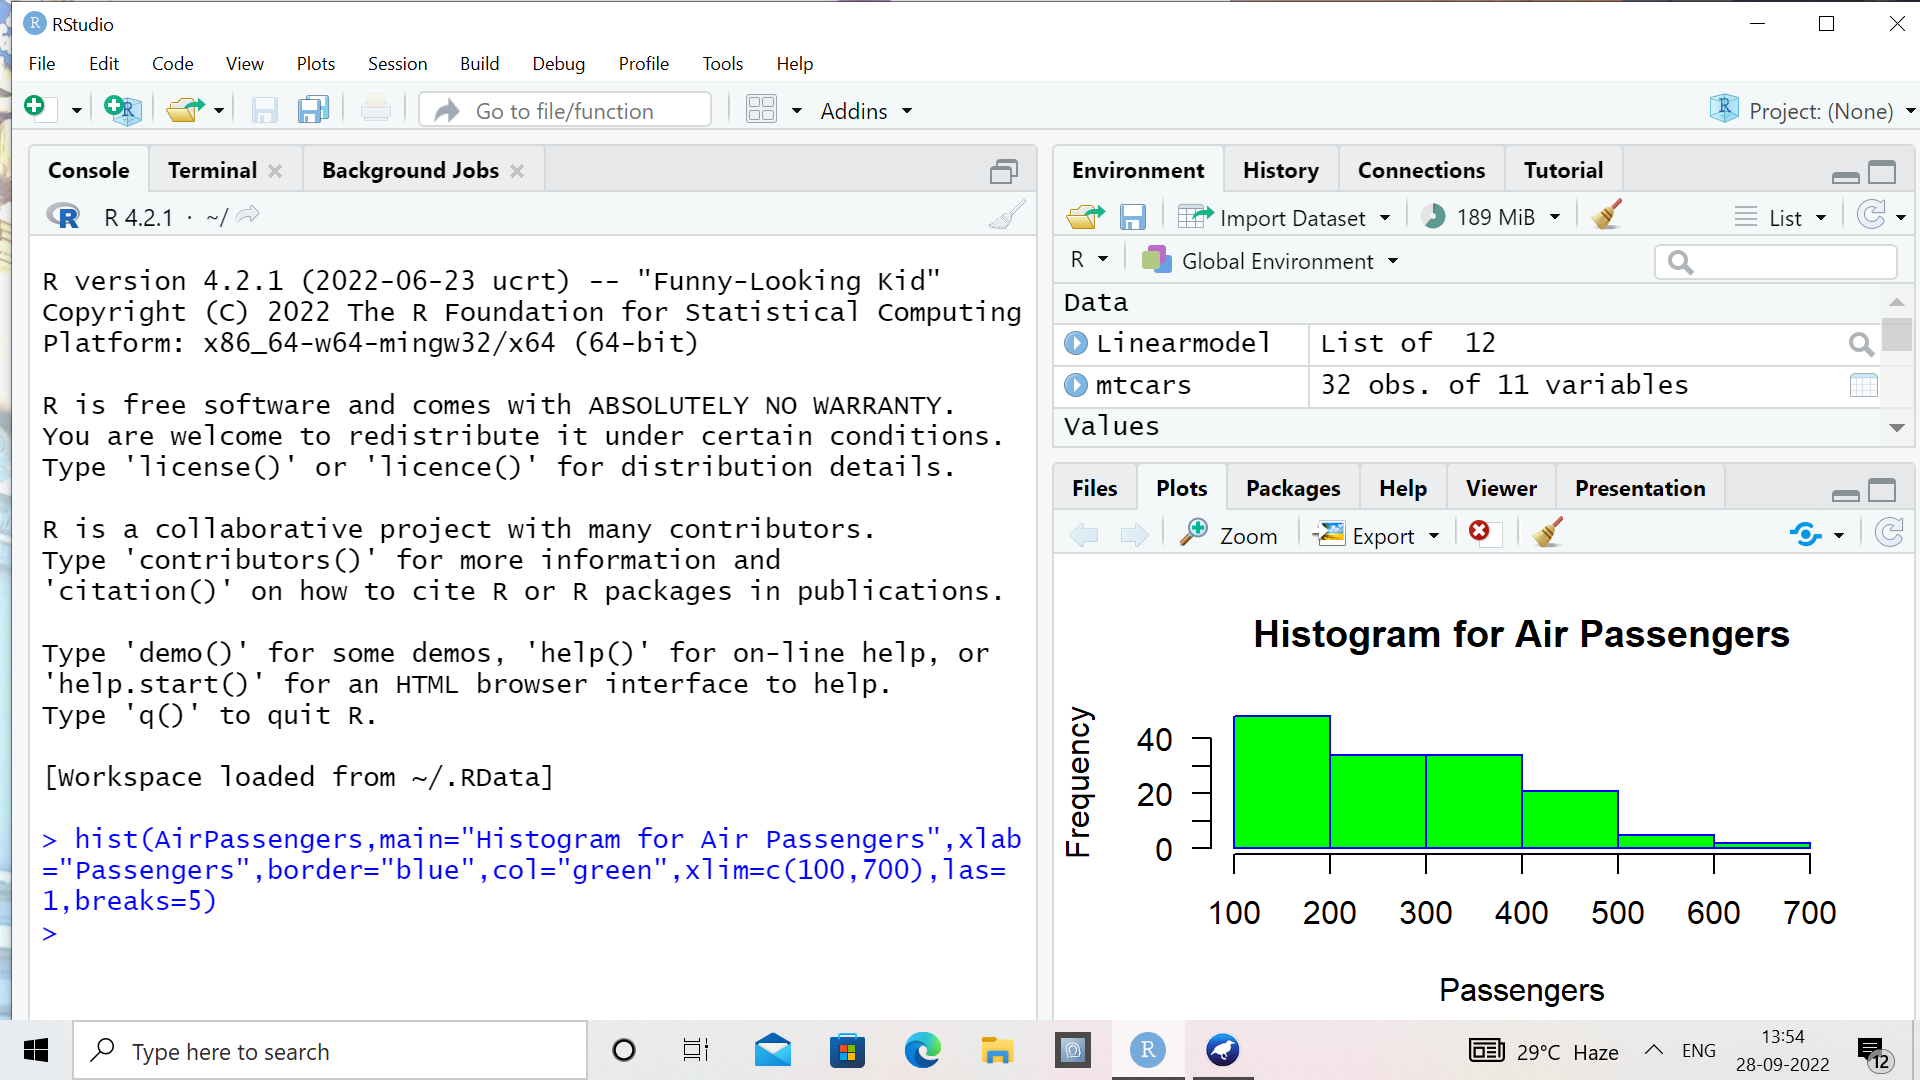 RStudio
File Edit Code View Plots Session Build Debug Profile Tools Help
Go to file/function Addins Project: (None)
Console Terminal Background Jobs
R 4.2.1 · ~/
R version 4.2.1 (2022-06-23 ucrt) -- "Funny-Looking Kid"
Copyright (C) 2022 The R Foundation for Statistical Computing
Platform: x86_64-w64-mingw32/x64 (64-bit)
R is free software and comes with ABSOLUTELY NO WARRANTY.
You are welcome to redistribute it under certain conditions.
Type 'license()' or 'licence()' for distribution details.
R is a collaborative project with many contributors.
Type 'contributors()' for more information and
'citation()' on how to cite R or R packages in publications.
Type 'demo()' for some demos, 'help()' for on-line help, or
'help.start()' for an HTML browser interface to help.
Type 'q()' to quit R.
[Workspace loaded from ~/.RData]
> hist(AirPassengers,main="Histogram for Air Passengers",xlab
="Passengers",border="blue",col="green",xlim=c(100,700),las=
1,breaks=5)
>
Environment History Connections Tutorial
Import Dataset 189 MiB List
R Global Environment
Data
Linearmodel List of  12
mtcars 32 obs. of 11 variables
Values
Files Plots Packages Help Viewer Presentation
Zoom Export
Histogram for Air Passengers
Frequency
40
20
0
100 200 300 400 500 600 700
Passengers
Type here to search
29°C Haze
ENG
13:54
28-09-2022
12